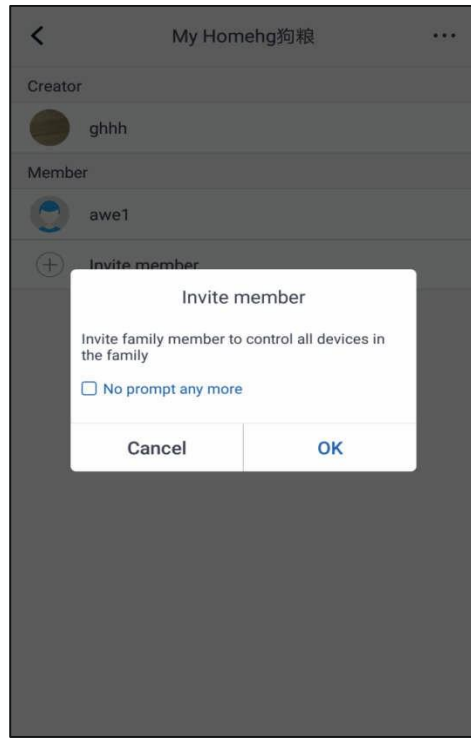 My Homehg狗粮
Creator
ghhh
Member
awe1
Invite member
Invite member
Invite family member to control all devices in
the family
No prompt any more
Cancel OK